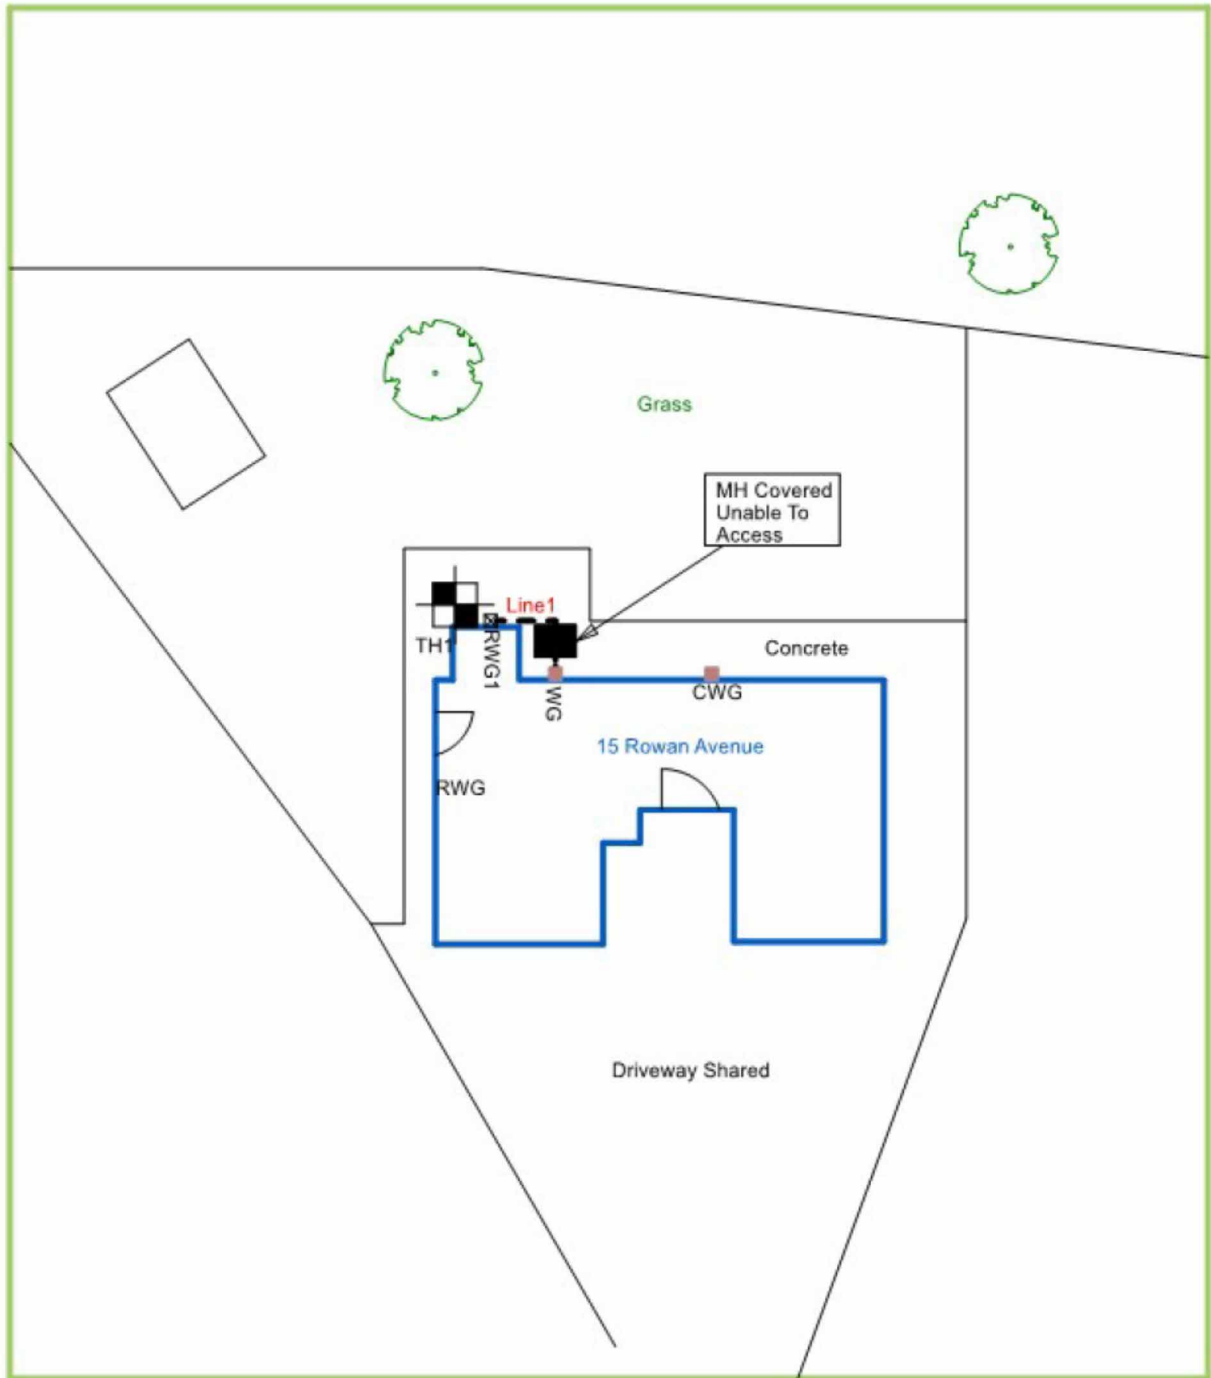 Grass
MH Covered
Unable To
Access
Line1
TH1
RWG1
Concrete
WG
CWG
15 Rowan Avenue
RWG
Driveway Shared